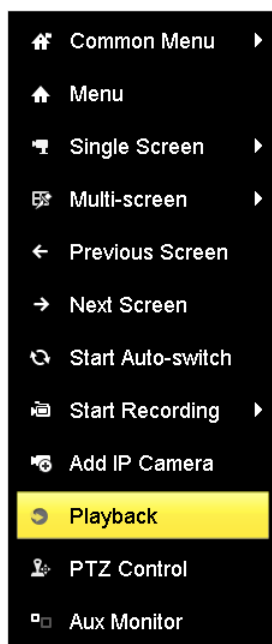 Common Menu
Menu
Single Screen
Multi-screen
Previous Screen
Next Screen
Start Auto-switch
Start Recording
Add IP Camera
Playback
PTZ Control
Aux Monitor